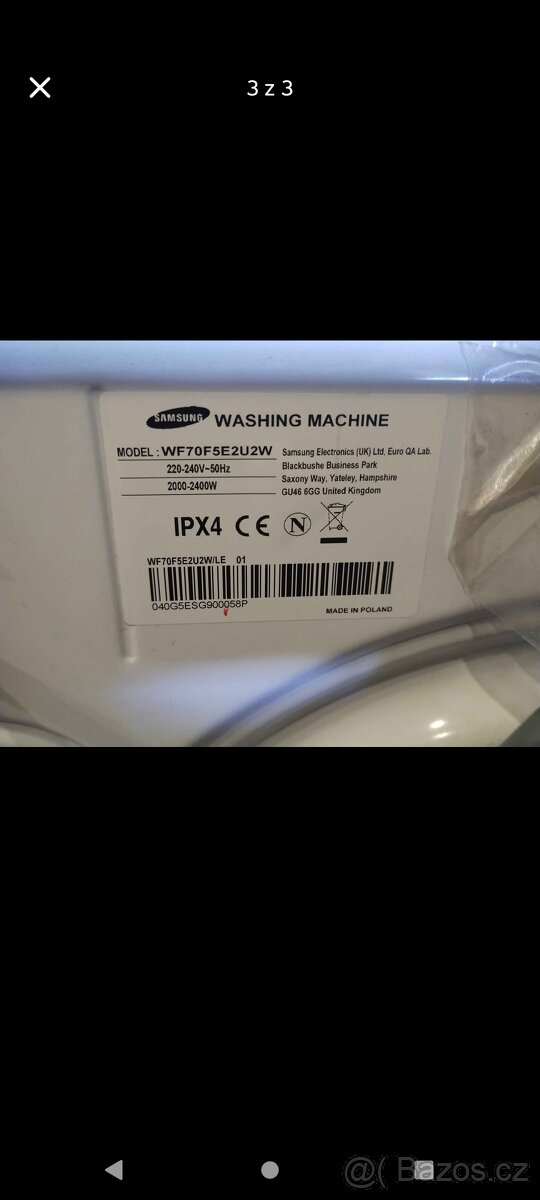 3 z 3
SAMSUNG WASHING MACHINE
MODEL : WF70F5E2U2W
220-240V~50Hz
2000-2400W
Samsung Electronics (UK) Ltd, Euro QA Lab.
Blackbushe Business Park
Saxony Way, Yateley, Hampshire
GU46 6GG United Kingdom
IPX4 CE N
WF70F5E2U2W/LE 01
040G5ESG900058P
MADE IN POLAND
@( Bazos.cz